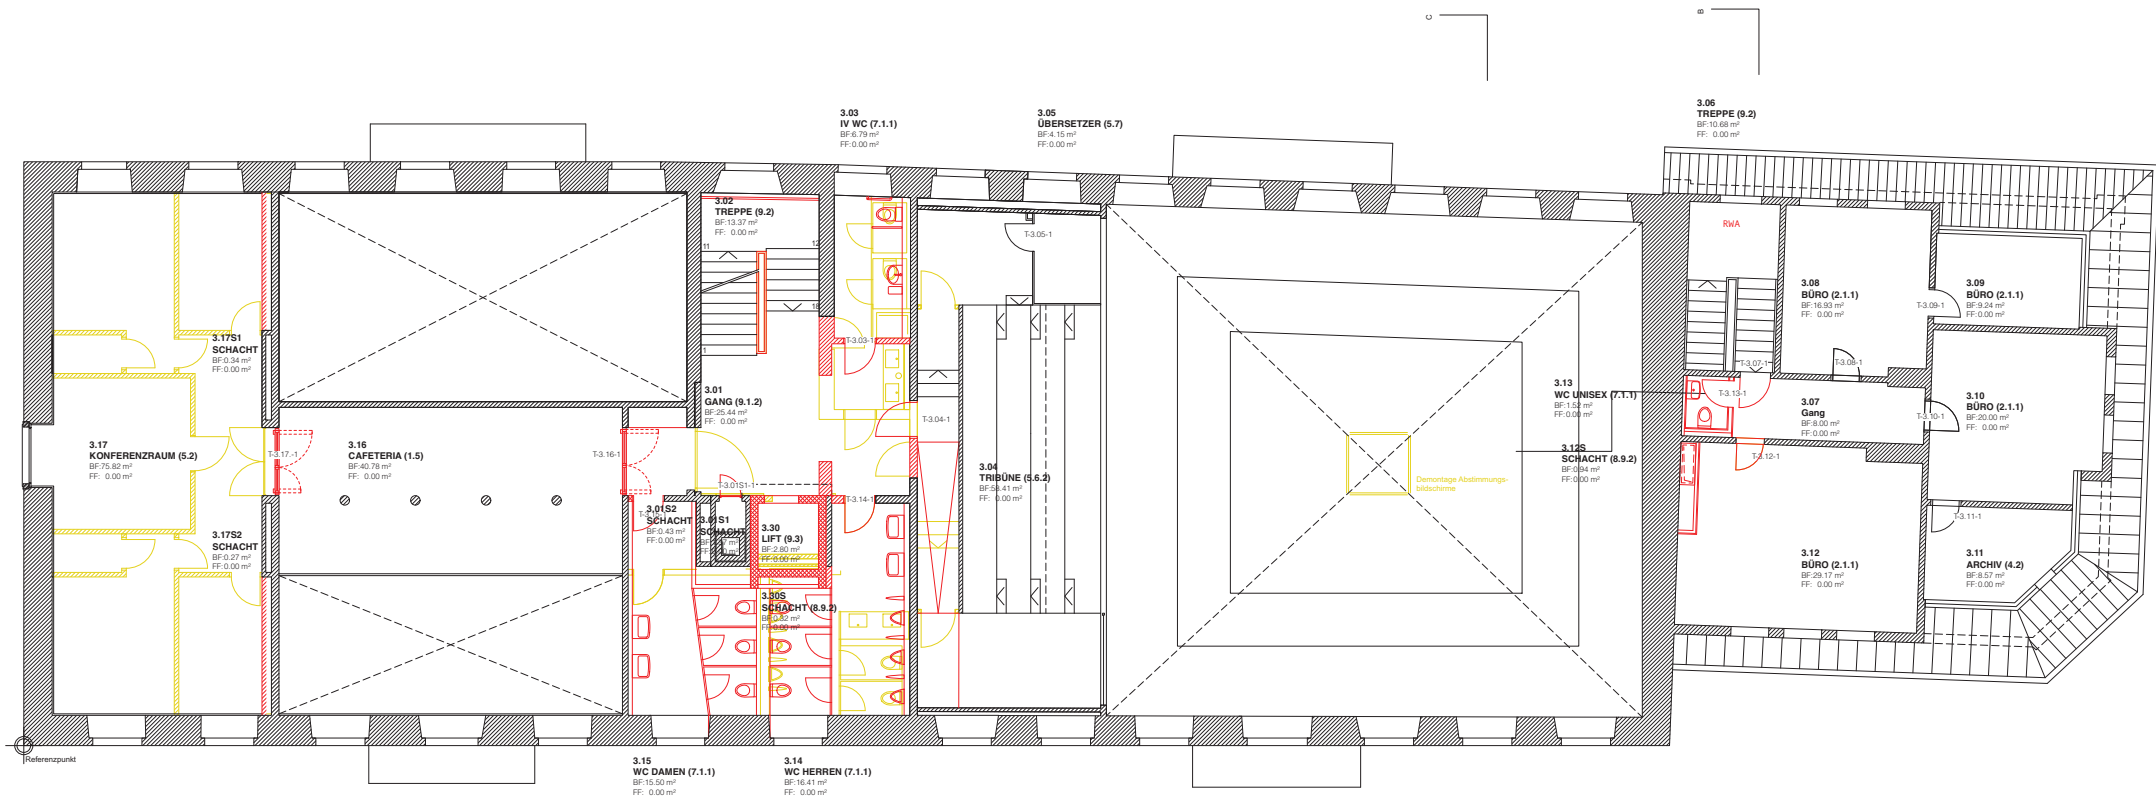 C
B
3.03
IV WC (7.1.1)
BF:6.79 m²
FF:0.00 m²
3.05
ÜBERSETZER (5.7)
BF:4.15 m²
FF:0.00 m²
3.06
TREPPE (9.2)
BF:10.68 m²
FF: 0.00 m²
3.02
TREPPE (9.2)
BF:13.37 m²
FF: 0.00 m²
11
12
18
1
RWA
T-3.05-1
3.08
BÜRO (2.1.1)
BF:16.93 m²
FF: 0.00 m²
T-3.09-1
3.09
BÜRO (2.1.1)
BF:9.24 m²
FF:0.00 m²
3.17S1
SCHACHT
BF:0.34 m²
FF:0.00 m²
T-3.03-1
T-3.07-1
T-3.08-1
3.01
GANG (9.1.2)
BF:25.44 m²
FF: 0.00 m²
3.13
WC UNISEX (7.1.1)
BF:1.52 m²
FF:0.00 m²
T-3.13-1
3.07
Gang
BF:8.00 m²
FF:0.00 m²
T-3.10-1
3.10
BÜRO (2.1.1)
BF:20.00 m²
FF: 0.00 m²
T-3.04-1
3.17
KONFERENZRAUM (5.2)
BF:75.82 m²
FF: 0.00 m²
T-3.17.-1
3.16
CAFETERIA (1.5)
BF:40.78 m²
FF: 0.00 m²
T-3.16-1
T-3.01S1-1
T-3.14-1
3.04
TRIBÜNE (5.6.2)
BF:58.41 m²
FF: 0.00 m²
Demontage Abstimmungs-
bildschirme
3.12S
SCHACHT (8.9.2)
BF:0.94 m²
FF:0.00 m²
T-3.12-1
T-3.11-1
3.17S2
SCHACHT
BF:0.27 m²
FF:0.00 m²
3.01S2
SCHACHT
BF:0.43 m²
FF:0.00 m²
T-3.15-1
3.01S1
SCHACHT
3.30
LIFT (9.3)
BF:2.80 m²
FF:0.00 m²
3.30S
SCHACHT (8.9.2)
BF:0.32 m²
FF:0.00 m²
3.12
BÜRO (2.1.1)
BF:29.17 m²
FF: 0.00 m²
3.11
ARCHIV (4.2)
BF:8.57 m²
FF:0.00 m²
Referenzpunkt
3.15
WC DAMEN (7.1.1)
BF:15.50 m²
FF: 0.00 m²
3.14
WC HERREN (7.1.1)
BF:16.41 m²
FF: 0.00 m²